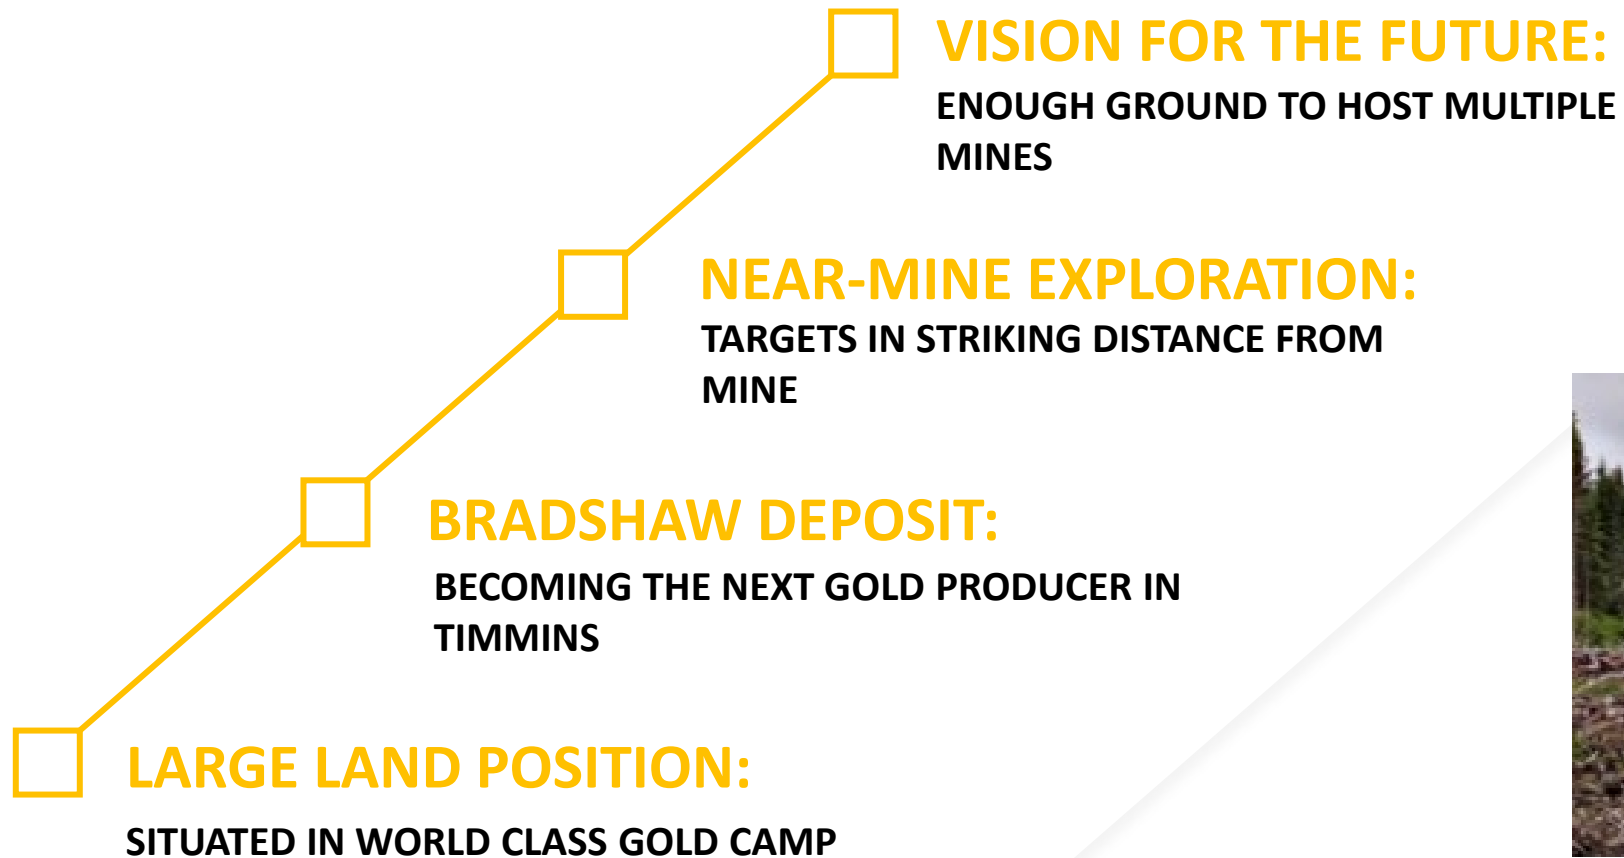 VISION FOR THE FUTURE:
ENOUGH GROUND TO HOST MULTIPLE
MINES
NEAR-MINE EXPLORATION:
TARGETS IN STRIKING DISTANCE FROM
MINE
BRADSHAW DEPOSIT:
BECOMING THE NEXT GOLD PRODUCER IN
TIMMINS
LARGE LAND POSITION:
SITUATED IN WORLD CLASS GOLD CAMP